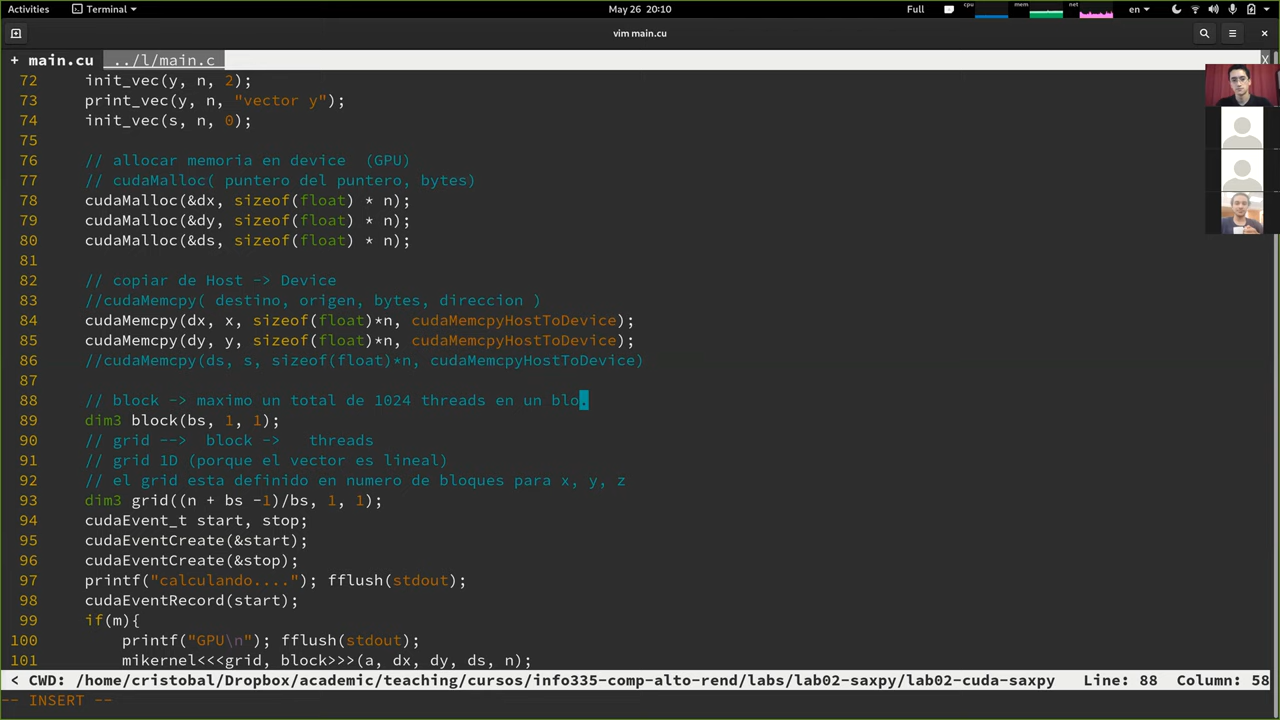 Activities Terminal May 26 20:10 Full cpu mem net en
vim main.cu
+ main.cu ../l/main.c X
72 init_vec(y, n, 2);
73 print_vec(y, n, "vector y");
74 init_vec(s, n, 0);
75
76 // allocar memoria en device  (GPU)
77 // cudaMalloc( puntero del puntero, bytes)
78 cudaMalloc(&dx, sizeof(float) * n);
79 cudaMalloc(&dy, sizeof(float) * n);
80 cudaMalloc(&ds, sizeof(float) * n);
81
82 // copiar de Host -> Device
83 //cudaMemcpy( destino, origen, bytes, direccion )
84 cudaMemcpy(dx, x, sizeof(float)*n, cudaMemcpyHostToDevice);
85 cudaMemcpy(dy, y, sizeof(float)*n, cudaMemcpyHostToDevice);
86 //cudaMemcpy(ds, s, sizeof(float)*n, cudaMemcpyHostToDevice)
87
88 // block -> maximo un total de 1024 threads en un blo.
89 dim3 block(bs, 1, 1);
90 // grid -->  block ->   threads
91 // grid 1D (porque el vector es lineal)
92 // el grid esta definido en numero de bloques para x, y, z
93 dim3 grid((n + bs -1)/bs, 1, 1);
94 cudaEvent_t start, stop;
95 cudaEventCreate(&start);
96 cudaEventCreate(&stop);
97 printf("calculando...."); fflush(stdout);
98 cudaEventRecord(start);
99 if(m){
100 printf("GPU\n"); fflush(stdout);
101 mikernel<<<grid, block>>>(a, dx, dy, ds, n);
< CWD: /home/cristobal/Dropbox/academic/teaching/cursos/info335-comp-alto-rend/labs/lab02-saxpy/lab02-cuda-saxpy Line: 88 Column: 58
-- INSERT --